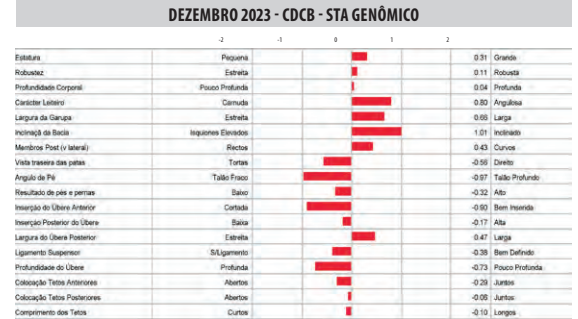 DEZEMBRO 2023 - CDCB - STA GENÔMICO
-2 -1 0 1 2
Estatura Pequena 0.31 Grande
Robustez Estreita 0.11 Robusta
Profundidade Corporal Pouco Profunda 0.04 Profunda
Carácter Leiteiro Carnuda 0.80 Angulosa
Largura da Garupa Estreita 0.66 Larga
Inclinaçã da Bacia Isquiones Elevados 1.01 Inclinado
Membros Post (v lateral) Rectos 0.43 Curvos
Vista traseira das patas Tortas -0.56 Direito
Angulo de Pé Talão Fraco -0.97 Talão Profundo
Resultado de pés e pernas Baixo -0.32 Alto
Inserção do Úbere Anterior Cortada -0.90 Bem Inserida
Inserção Posterior do Úbere Baixa -0.17 Alta
Largura do Úbere Posterior Estreita 0.47 Larga
Ligamento Suspensor S/Ligamento -0.38 Bem Definido
Profundidade do Úbere Profunda -0.73 Pouco Profunda
Colocação Tetos Anteriores Abertos -0.29 Juntos
Colocação Tetos Posteriores Abertos -0.06 Juntos
Comprimento dos Tetos Curtos -0.10 Longos